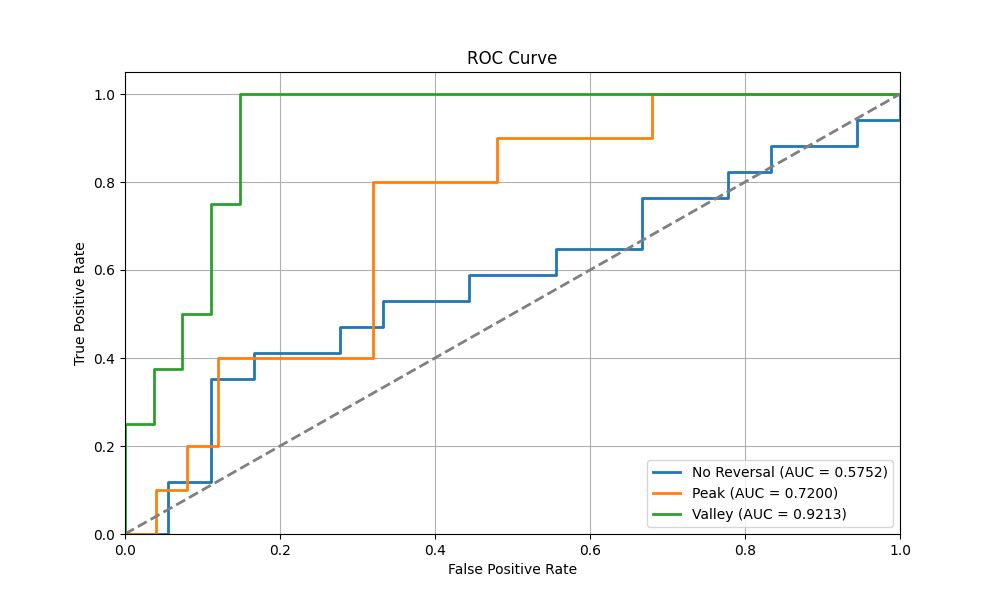 ROC Curve
True Positive Rate
1.0
0.8
0.6
0.4
0.2
0.0
0.0 0.2 0.4 0.6 0.8 1.0
False Positive Rate
No Reversal (AUC = 0.5752)
Peak (AUC = 0.7200)
Valley (AUC = 0.9213)